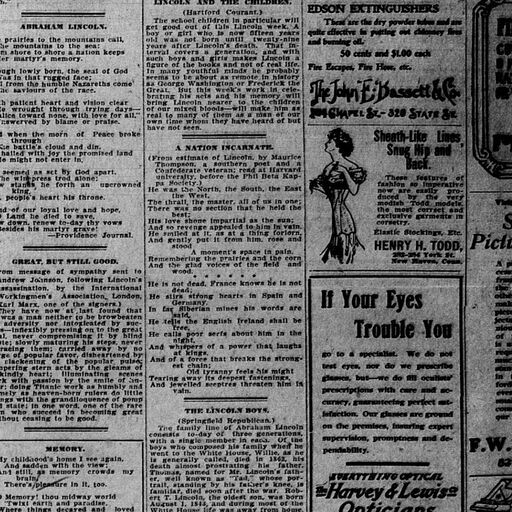 ABRAHAM LINCOLN.
prairies to the mountains call,
the mountains to the sea:
shore to shore a nation keeps
martyr's memory.
lowly born, the seal of God
in that rugged face;
from the humble Nazareths come
the saviours of the race.
patient heart and vision clear
wrought through trying day—
"Malice toward none, with love for all,"
Unswerved by blame or praise.
when the morn of Peace broke
through
battle's cloud and din,
hailed with joy the promised land
might not enter in.
seemed as set by God apart,
winepress trod alone;
stands he forth an uncrowned
people's heart his throne.
of our loyal love and hope,
Land he died to save,
down, renew to-day thy vows
Besides his martyr grave!
—Providence Journal.
GREAT, BUT STILL GOOD.
From message of sympathy sent to
Andrew Johnson, following Lincoln's
assassination, by the International
Workingmen's Association, London,
Karl Marx, one of the signers.)
They have now at last found that
was a man neither to be browbeaten
adversity nor intoxicated by success
inflexibly pressing on to the great
never compromising it by blind
haste; slowly maturing his steps, never
retracing them; carried away by no
surge of popular favor, disheartened by
slackening of the popular pulse,
tempering stern acts by the gleams of
kindly heart; illuminating scenes
dark with passion by the smile of
doing Titanic work as humbly and
homely as heaven-born rulers do little
things with the grandiloquence of pomp
and state; in one word, one of the rare
men who succeed in becoming great
without ceasing to be good.
MEMORY.
My childhood's home I see again,
And sadden with the view;
And still, as memory crowds my
brain,
There's pleasure in it, too.
O Memory! thou midway world
'Twixt earth and paradise,
Where things decayed and loved
LINCOLN AND THE CHILDREN.
(Hartford Courant.)
The school children in particular will
get good out of this Lincoln week. A
boy or girl who is now fifteen years
old was not born until twenty-nine
years after Lincoln's death. That interval
covers a generation, and with
such boys and girls makes Lincoln a
figure of the books and not of real life.
In many youthful minds he probably
seems to be about as remote in history
as George Washington or Frederick the
Great. But this week's work in celebrating
his acts and his memory, will
bring Lincoln nearer to the children
of our mixed bloods—will make him as
real to many of them as a man of our
own time whom they have heard of but
have not seen.
A NATION INCARNATE.
(From estimate of Lincoln, by Maurice
Thompson, a southern poet and a
Confederate veteran; read at Harvard
university, before the Phi Beta Kappa
Society.)
He was the North, the South, the East
the West,
The thrall, the master, all of us in one;
There was no section that he held the
best;
His love shone impartial as the sun;
And so revenge appealed to him in vain,
He smiled at it, as at a thing forlorn,
And gently put it from him, rose and
stood
A moment's space in pain,
Remembering the prairies and the corn
And the glad voices of the field and
wood.
He is not dead, France knows he is not
dead;
He stirs strong hearts in Spain and
Germany,
In far Siberian mines his words are
said,
He tells the English Ireland shall be
free,
He calls poor serfs about him in the
night,
And whispers of a power that laughs
at kings,
And of a force that breaks the strongest
chain;
Old tyranny feels his might
Tearing away its deepest fastenings,
And jewelled sceptres threaten him in
vain.
THE LINCOLN BOYS.
(Springfield Republican.)
The family line of Abraham Lincoln
consists to-day of three generations,
with a single member in each. Of the
boys who composed his family when he
went to the White House, Willie, as he
is generally called, died in 1862, his
death almost prostrating his father.
Thomas, named for Mr. Lincoln's father,
well known as "Tad," whose portrait,
standing by his father's knee, is
familiar, died soon after the war. Robert
T. Lincoln, the oldest son, was born
August 1, 1843, and during most of the
White House life was away from home
EDSON EXTINGUISHERS
These are the dry powder tubes and are
quite effective in putting out chimney fires
and burning oil.
50 cents and $1.00 each
Fire Escapes, Fire Hose, etc.
The John E. Bassett & Co.
754 CHAPEL ST.- 320 STATE ST.
Sheath-Like Lines
Snug Hip and
Back.
These features of
fashion so imperative
now are easily produced
by the very
modish Todd models.
The most correct and
exclusive garments in
corsetry.
Elastic Stockings, Etc.
HENRY H. TODD,
282-284 York St.
New Haven, Conn.
If Your Eyes
Trouble You
go to a specialist. We do not
test eyes, nor do we prescribe
glasses, but—we do fill oculists'
prescriptions with care and accuracy,
guaranteeing perfect satisfaction.
Our glasses are ground
on the premises, insuring expert
supervision, promptness and dependability.
EVERYTHING OPTICAL
Harvey & Lewis
Opticians
Pictu
F.W